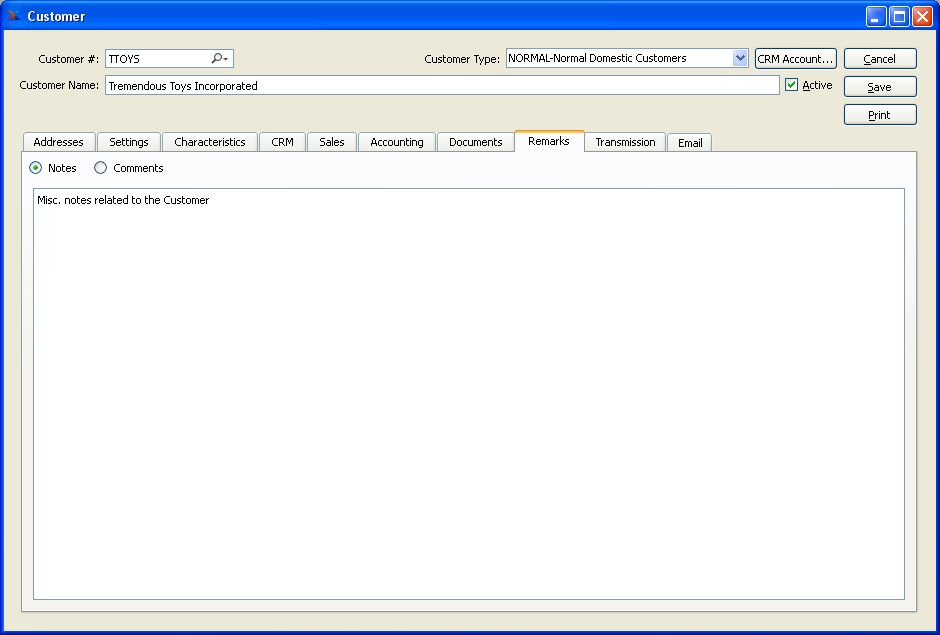 Customer
Customer #: TTOYS Customer Type: NORMAL-Normal Domestic Customers CRM Account... Cancel
Customer Name: Tremendous Toys Incorporated Active Save
Print
Addresses Settings Characteristics CRM Sales Accounting Documents Remarks Transmission Email
Notes Comments
Misc. notes related to the Customer